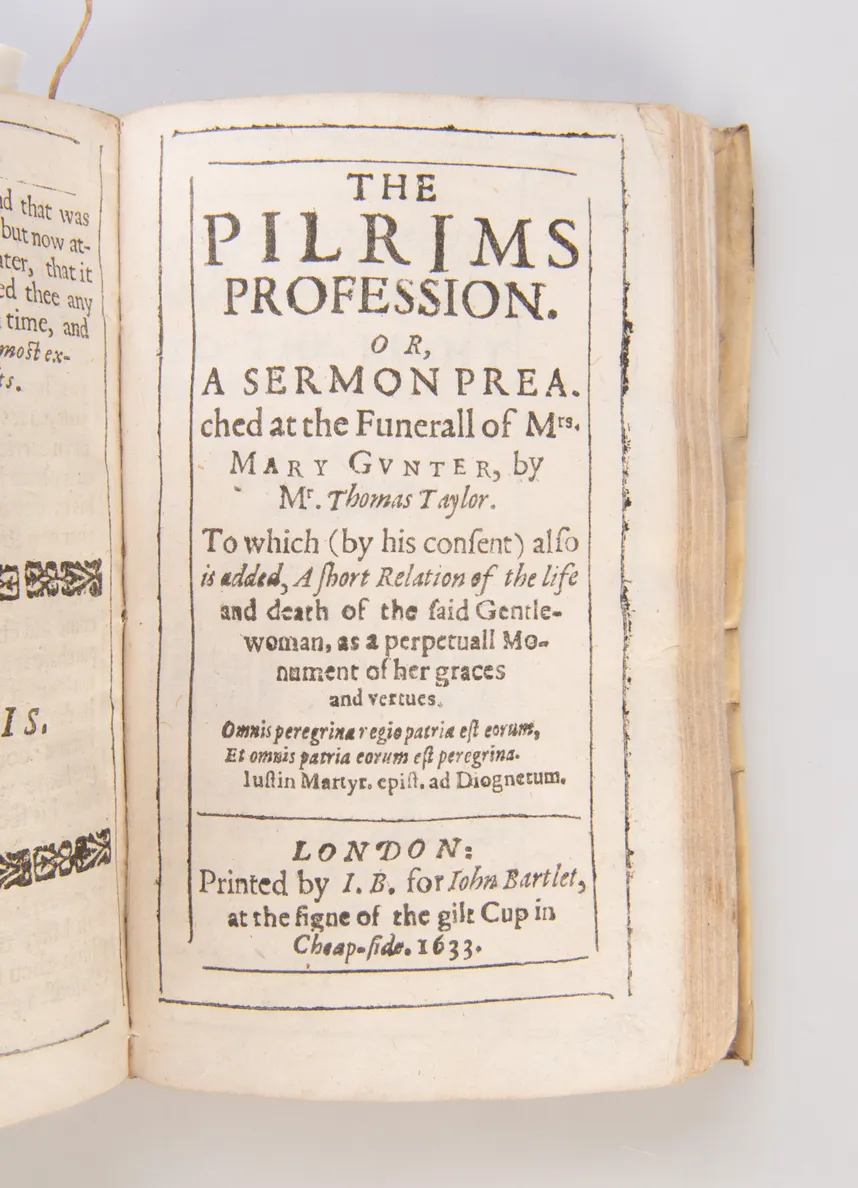 d that was
but now at-
ter, that it
ed thee any
time, and
most ex-
ts.
IS.
THE
PILRIMS
PROFESSION.
OR,
A SERMON PREA.
ched at the Funerall of Mrs.
MARY GVNTER, by
Mr. Thomas Taylor.
To which (by his conſent) alſo
is added, A ſhort Relation of the life
and death of the ſaid Gentle-
woman, as a perpetuall Mo-
nument of her graces
and vertues.
Omnis peregrina regio patria eſt eorum,
Et omnis patria eorum eſt peregrina.
Iuſtin Martyr. epiſt. ad Diognetum.
LONDON:
Printed by I. B. for Iohn Bartlet,
at the ſigne of the gilt Cup in
Cheap-ſide. 1633.